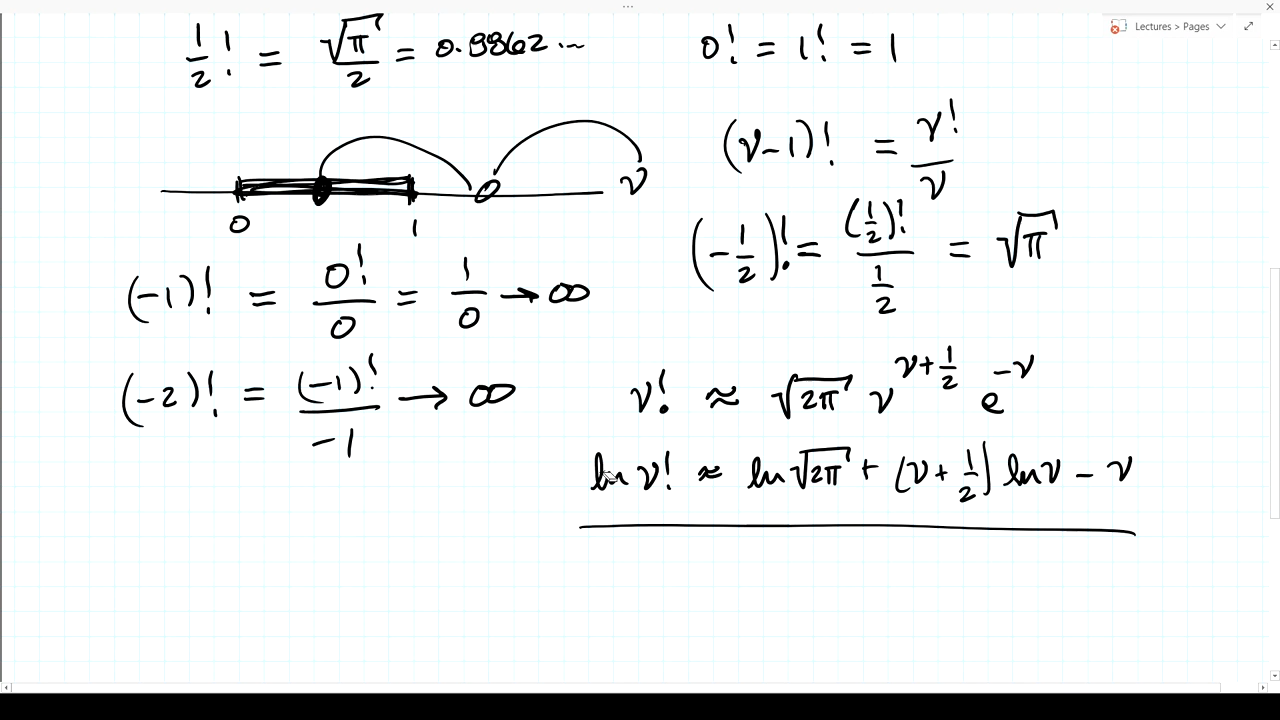 Lectures > Pages
1/2 ! = √π/2 = 0.8862 ...
0! = 1! = 1
(ν-1)! = ν!/ν
0 1 ν
(-1/2)! = (1/2)!/(1/2) = √π
(-1)! = 0!/0 = 1/0 → ∞
(-2)! = (-1)!/-1 → ∞
ν! ≈ √2π ν^(ν+1/2) e^(-ν)
ln ν! ≈ ln √2π + (ν + 1/2) ln ν - ν